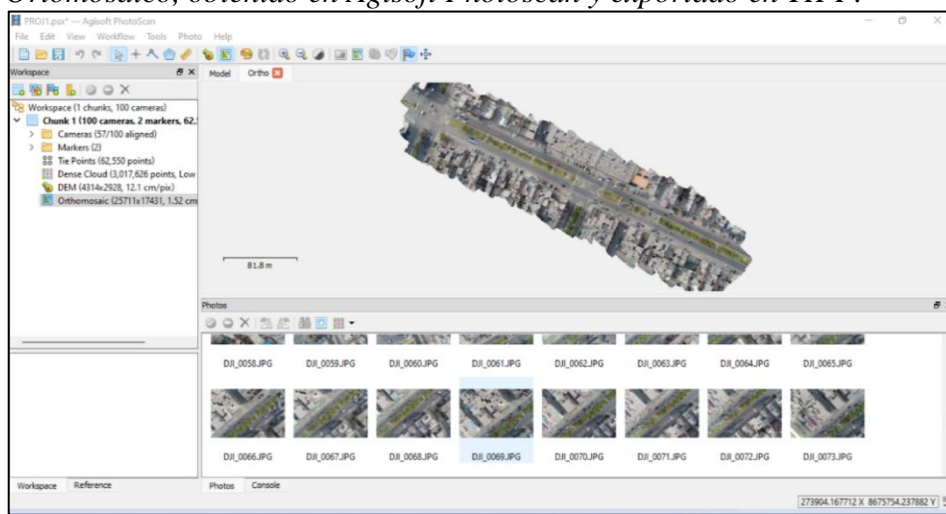 Ortomosaico, obtenido en Agisoft Photoscan y exportado en TIFF.
PROJ1.psx* — Agisoft PhotoScan
File Edit View Workflow Tools Photo Help
Workspace
Model Ortho
Workspace (1 chunks, 100 cameras)
Chunk 1 (100 cameras, 2 markers, 62,
Cameras (57/100 aligned)
Markers (2)
Tie Points (62,550 points)
Dense Cloud (3,017,626 points, Low
DEM (4314x2928, 12.1 cm/pix)
Orthomosaic (25711x17431, 1.52 cm
81.8 m
Photos
DJI_0058.JPG DJI_0059.JPG DJI_0060.JPG DJI_0061.JPG DJI_0062.JPG DJI_0063.JPG DJI_0064.JPG DJI_0065.JPG
DJI_0066.JPG DJI_0067.JPG DJI_0068.JPG DJI_0069.JPG DJI_0070.JPG DJI_0071.JPG DJI_0072.JPG DJI_0073.JPG
Workspace Reference Photos Console
273904.167712 X 8675754.237882 Y